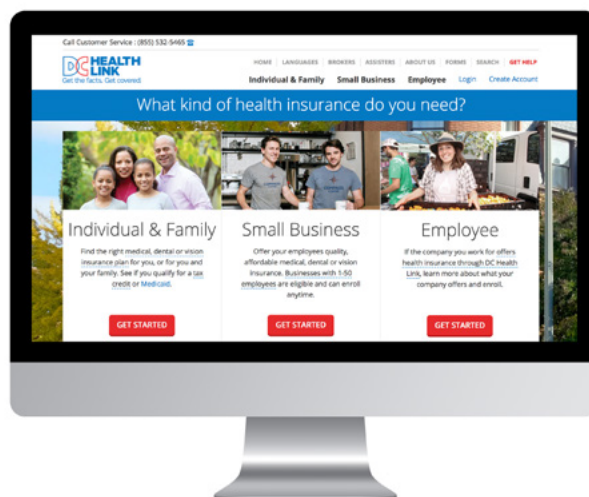 Call Customer Service : (855) 532-5465
DC HEALTH LINK
Get the facts. Get covered.
HOME | LANGUAGES | BROKERS | ASSISTERS | ABOUT US | FORMS | SEARCH | GET HELP
Individual & Family Small Business Employee Login Create Account
What kind of health insurance do you need?
Individual & Family
Find the right medical, dental or vision
insurance plan for you, or for you and
your family. See if you qualify for a tax
credit or Medicaid.
GET STARTED
Small Business
Offer your employees quality,
affordable medical, dental or vision
insurance. Businesses with 1-50
employees are eligible and can enroll
anytime.
GET STARTED
Employee
If the company you work for offers
health insurance through DC Health
Link, learn more about what your
company offers and enroll.
GET STARTED